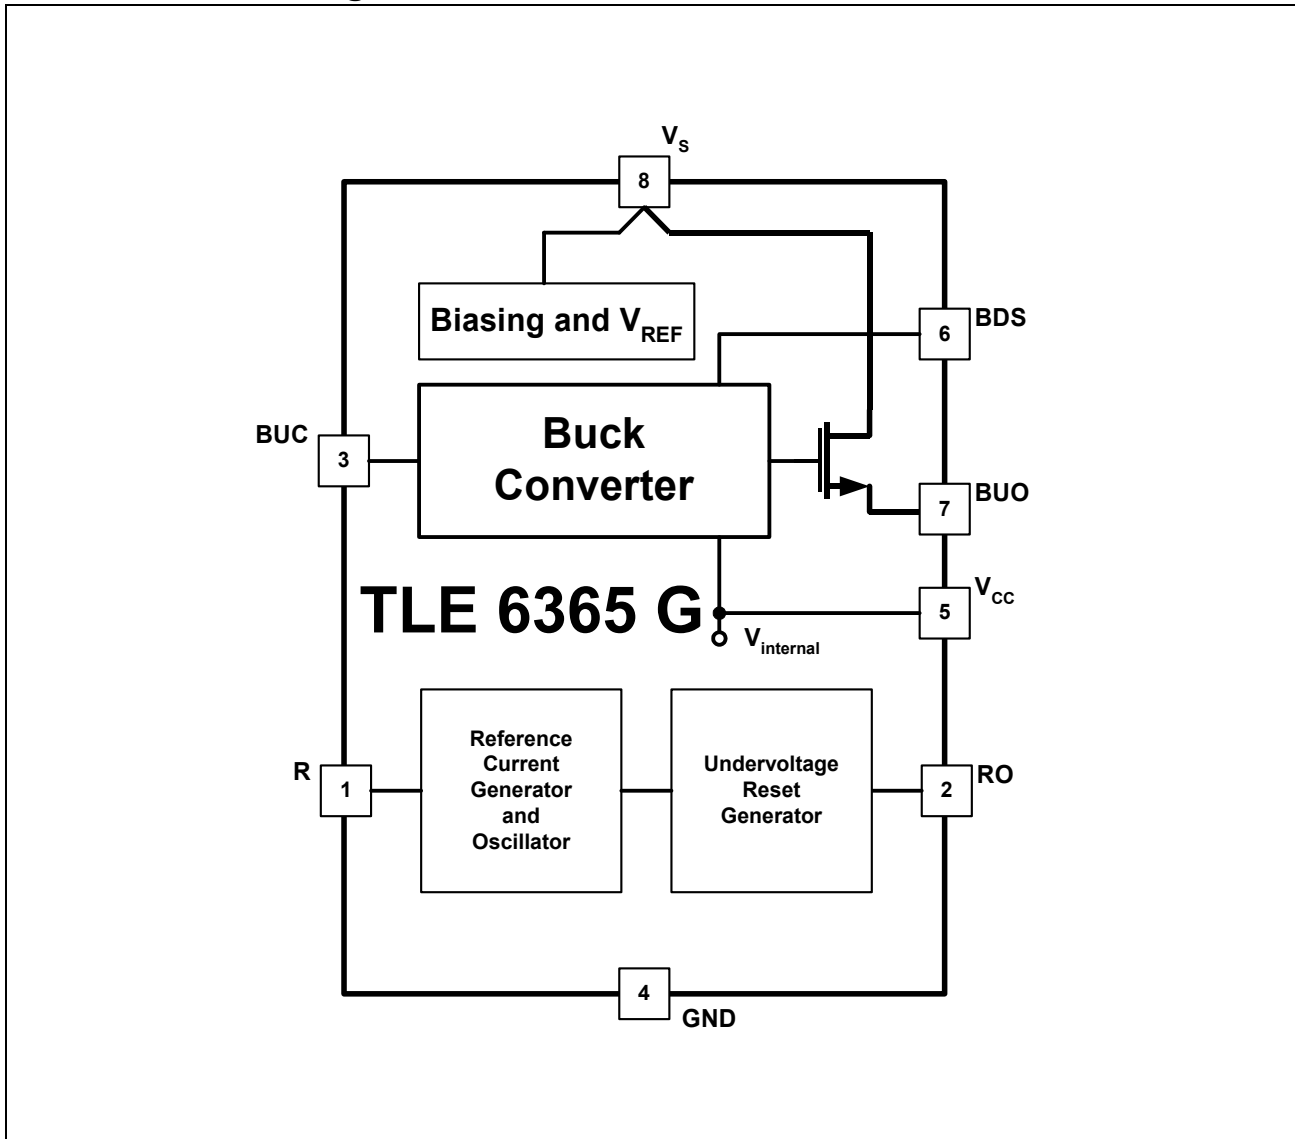 V_S
8
Biasing and V_REF
6
BDS
BUC
3
Buck
Converter
7
BUO
TLE 6365 G
V_internal
5
V_CC
R
1
Reference
Current
Generator
and
Oscillator
Undervoltage
Reset
Generator
2
RO
4
GND